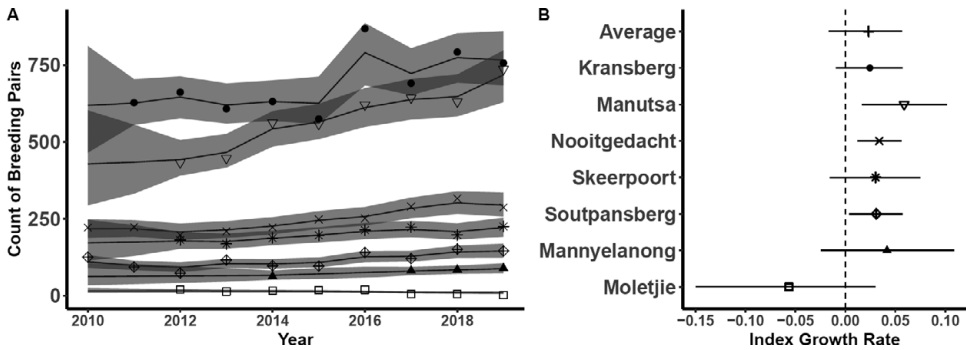 A
Count of Breeding Pairs
750
500
250
0
2010
2012
2014
2016
2018
Year
B
Average
Kransberg
Manutsa
Nooitgedacht
Skeerpoort
Soutpansberg
Mannyelanong
Moletjie
−0.15
−0.10
−0.05
0.00
0.05
0.10
Index Growth Rate